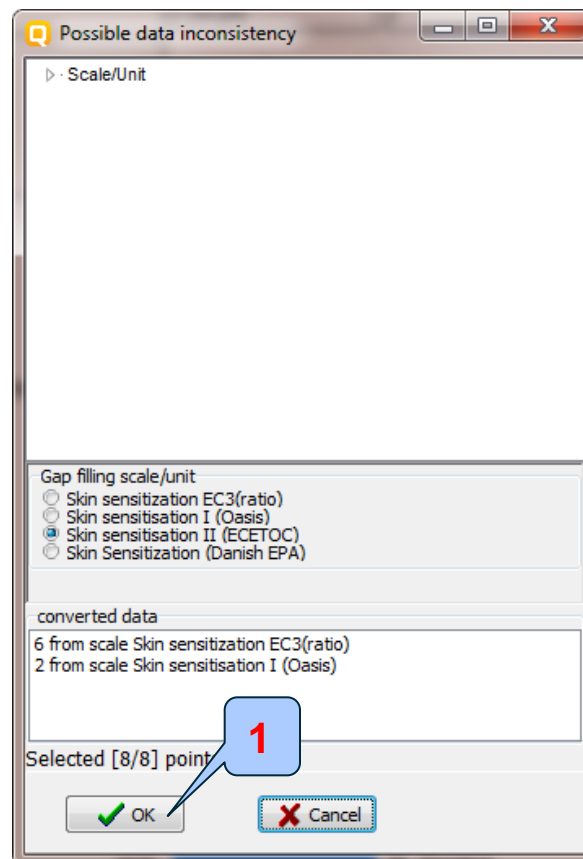 Possible data inconsistency
Scale/Unit
Gap filling scale/unit
Skin sensitization EC3(ratio)
Skin sensitisation I (Oasis)
Skin sensitisation II (ECETOC)
Skin Sensitization (Danish EPA)
converted data
6 from scale Skin sensitization EC3(ratio)
2 from scale Skin sensitisation I (Oasis)
Selected [8/8] point
1
OK
Cancel